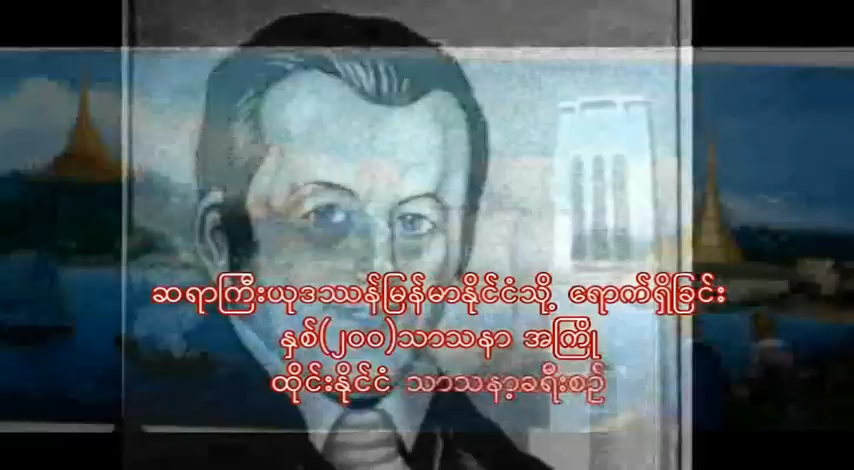 ဆရာကြီးယုဒဿန်မြန်မာနိုင်ငံသို့ ရောက်ရှိခြင်း
နှစ်(၂၀၀)သာသနာ အကြို
ထိုင်းနိုင်ငံ သာသနာ့ခရီးစဉ်